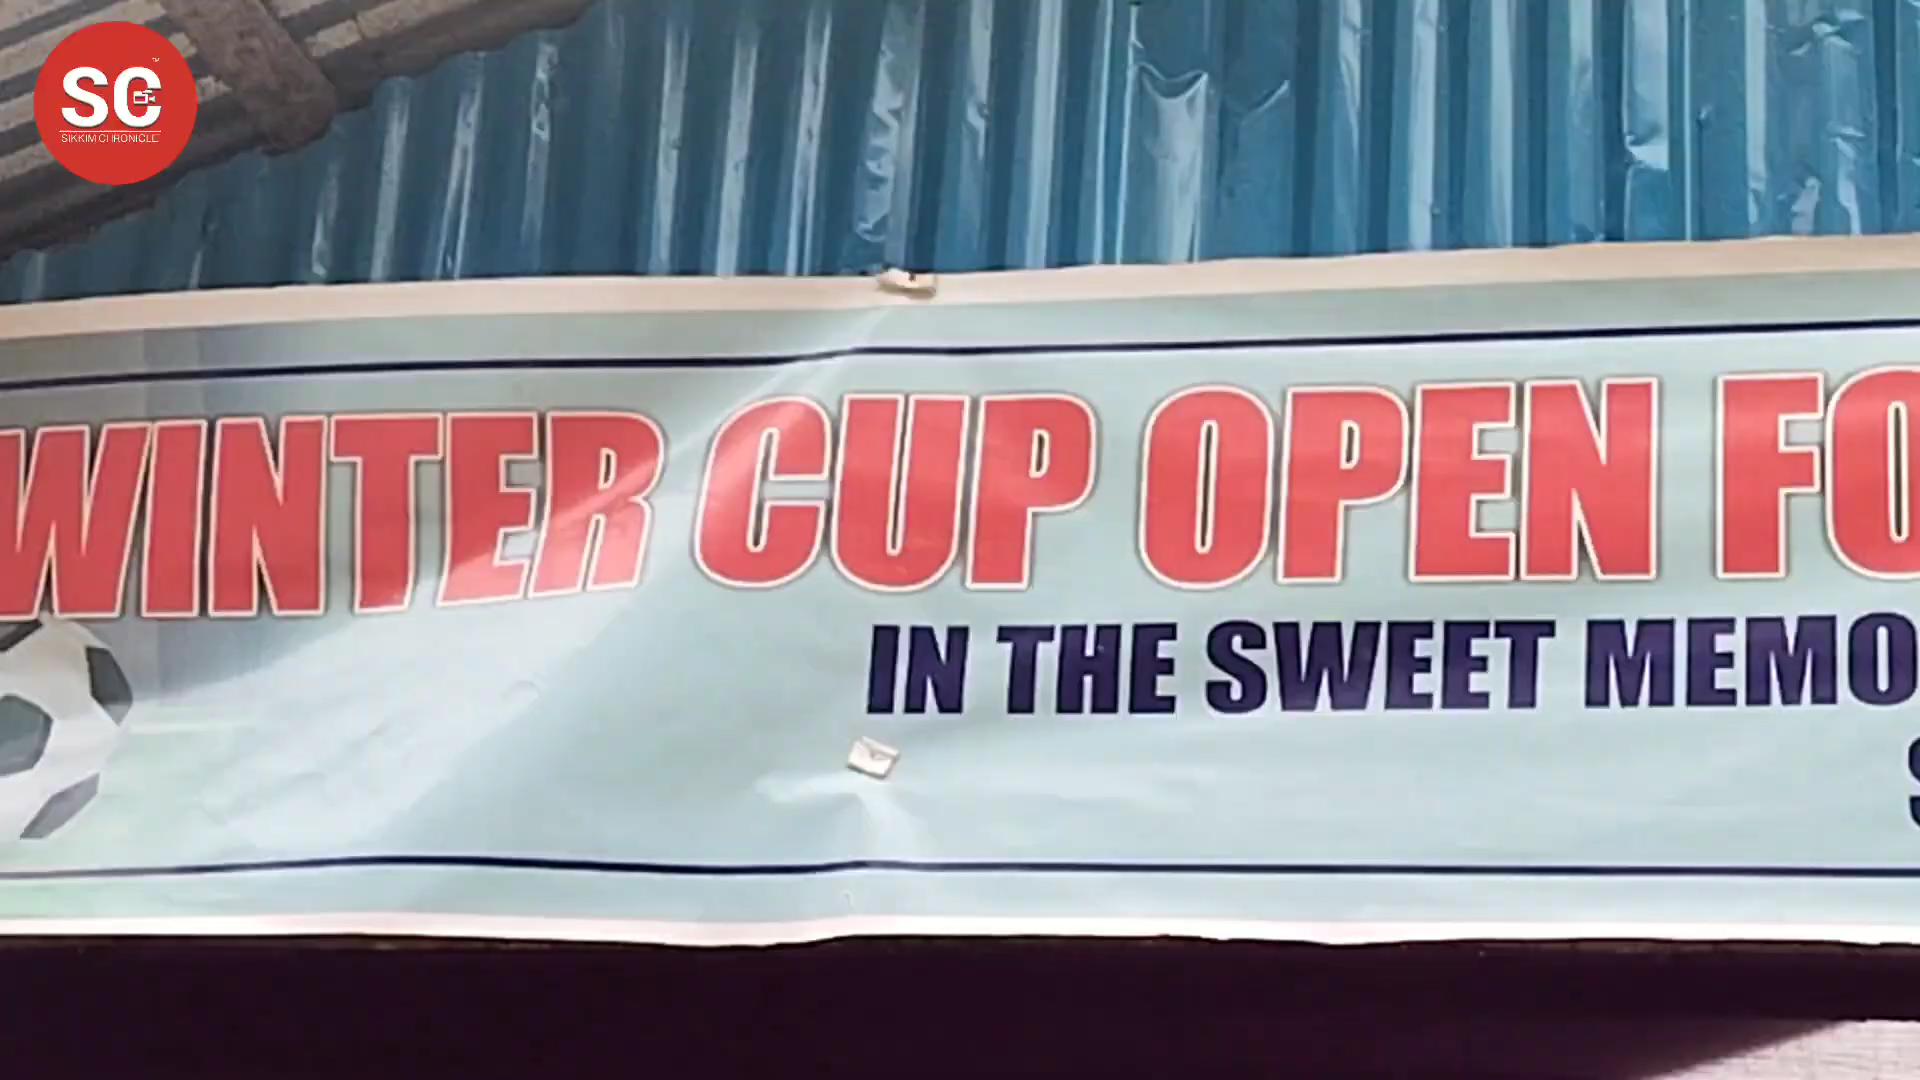 SC
SIKKIM CHRONICLE
WINTER CUP OPEN FO
IN THE SWEET MEMO
S